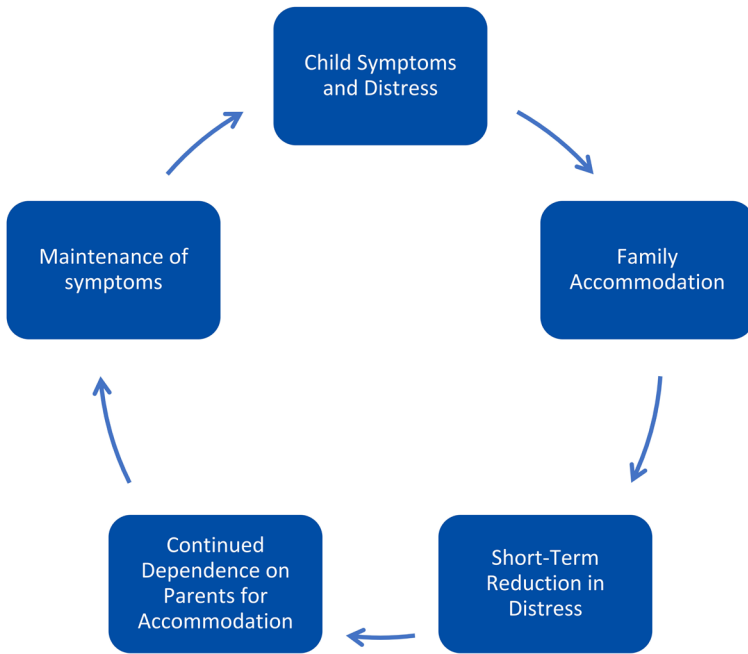 Child Symptoms
and Distress
Family
Accommodation
Short-Term
Reduction in
Distress
Continued
Dependence on
Parents for
Accommodation
Maintenance of
symptoms